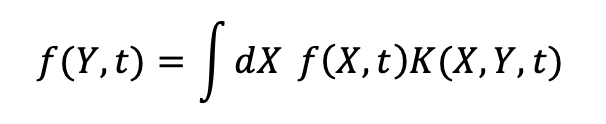 f(Y, t) = ∫ dX f(X, t)K(X, Y, t)